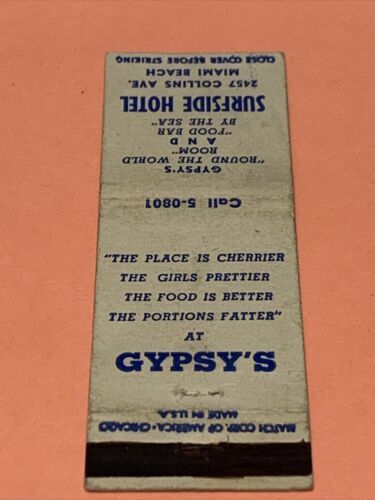 CLOSE COVER BEFORE STRIKING
MIAMI BEACH
2457 COLLINS AVE.
SURFSIDE HOTEL
BY THE SEA"
"FOOD BAR
A N D
ROOM"
"ROUND THE WORLD
GYPSY'S
Call 5-0801
"THE PLACE IS CHERRIER
THE GIRLS PRETTIER
THE FOOD IS BETTER
THE PORTIONS FATTER"
AT
GYPSY'S
MATCH CORP. OF AMERICA • CHICAGO
MADE IN U.S.A.